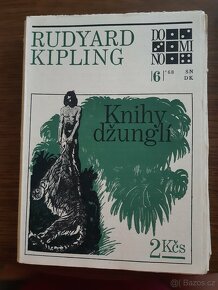 RUDYARD
KIPLING
DO MI
NO
6 '68 SN
DK
Knihy
džunglí
2 Kčs
Bazos.cz